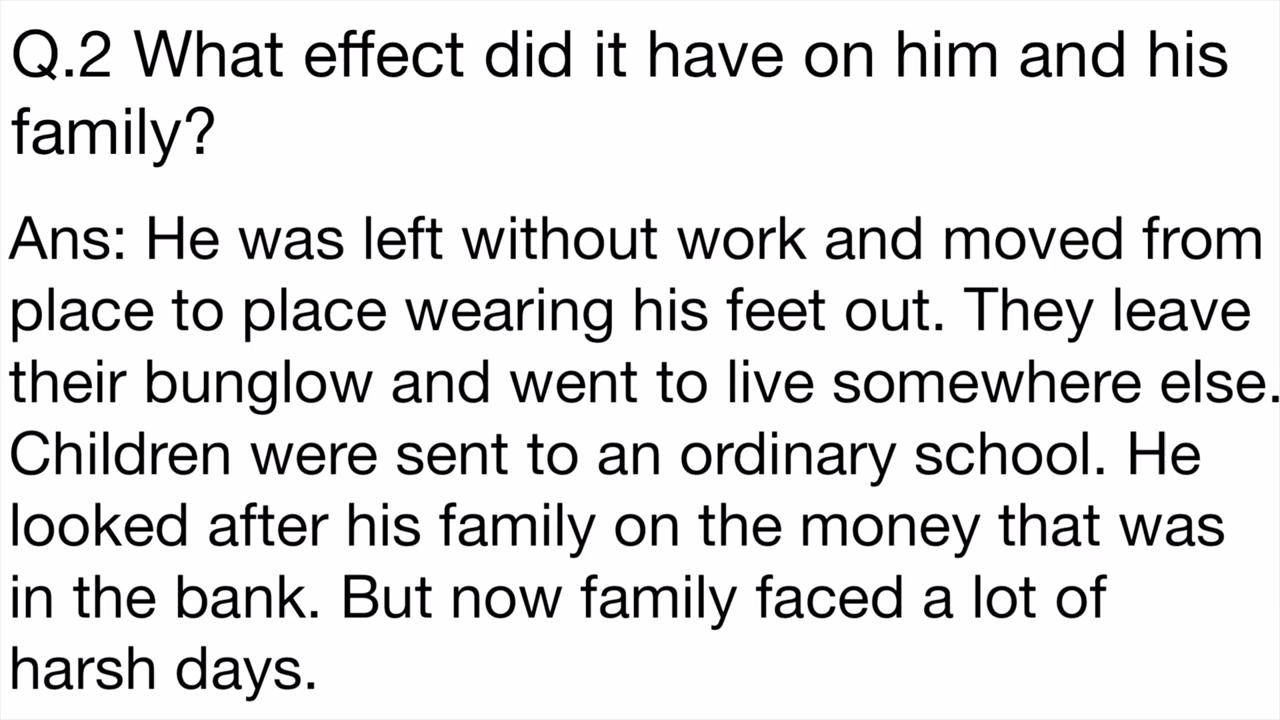 Q.2 What effect did it have on him and his
family?
Ans: He was left without work and moved from
place to place wearing his feet out. They leave
their bunglow and went to live somewhere else.
Children were sent to an ordinary school. He
looked after his family on the money that was
in the bank. But now family faced a lot of
harsh days.